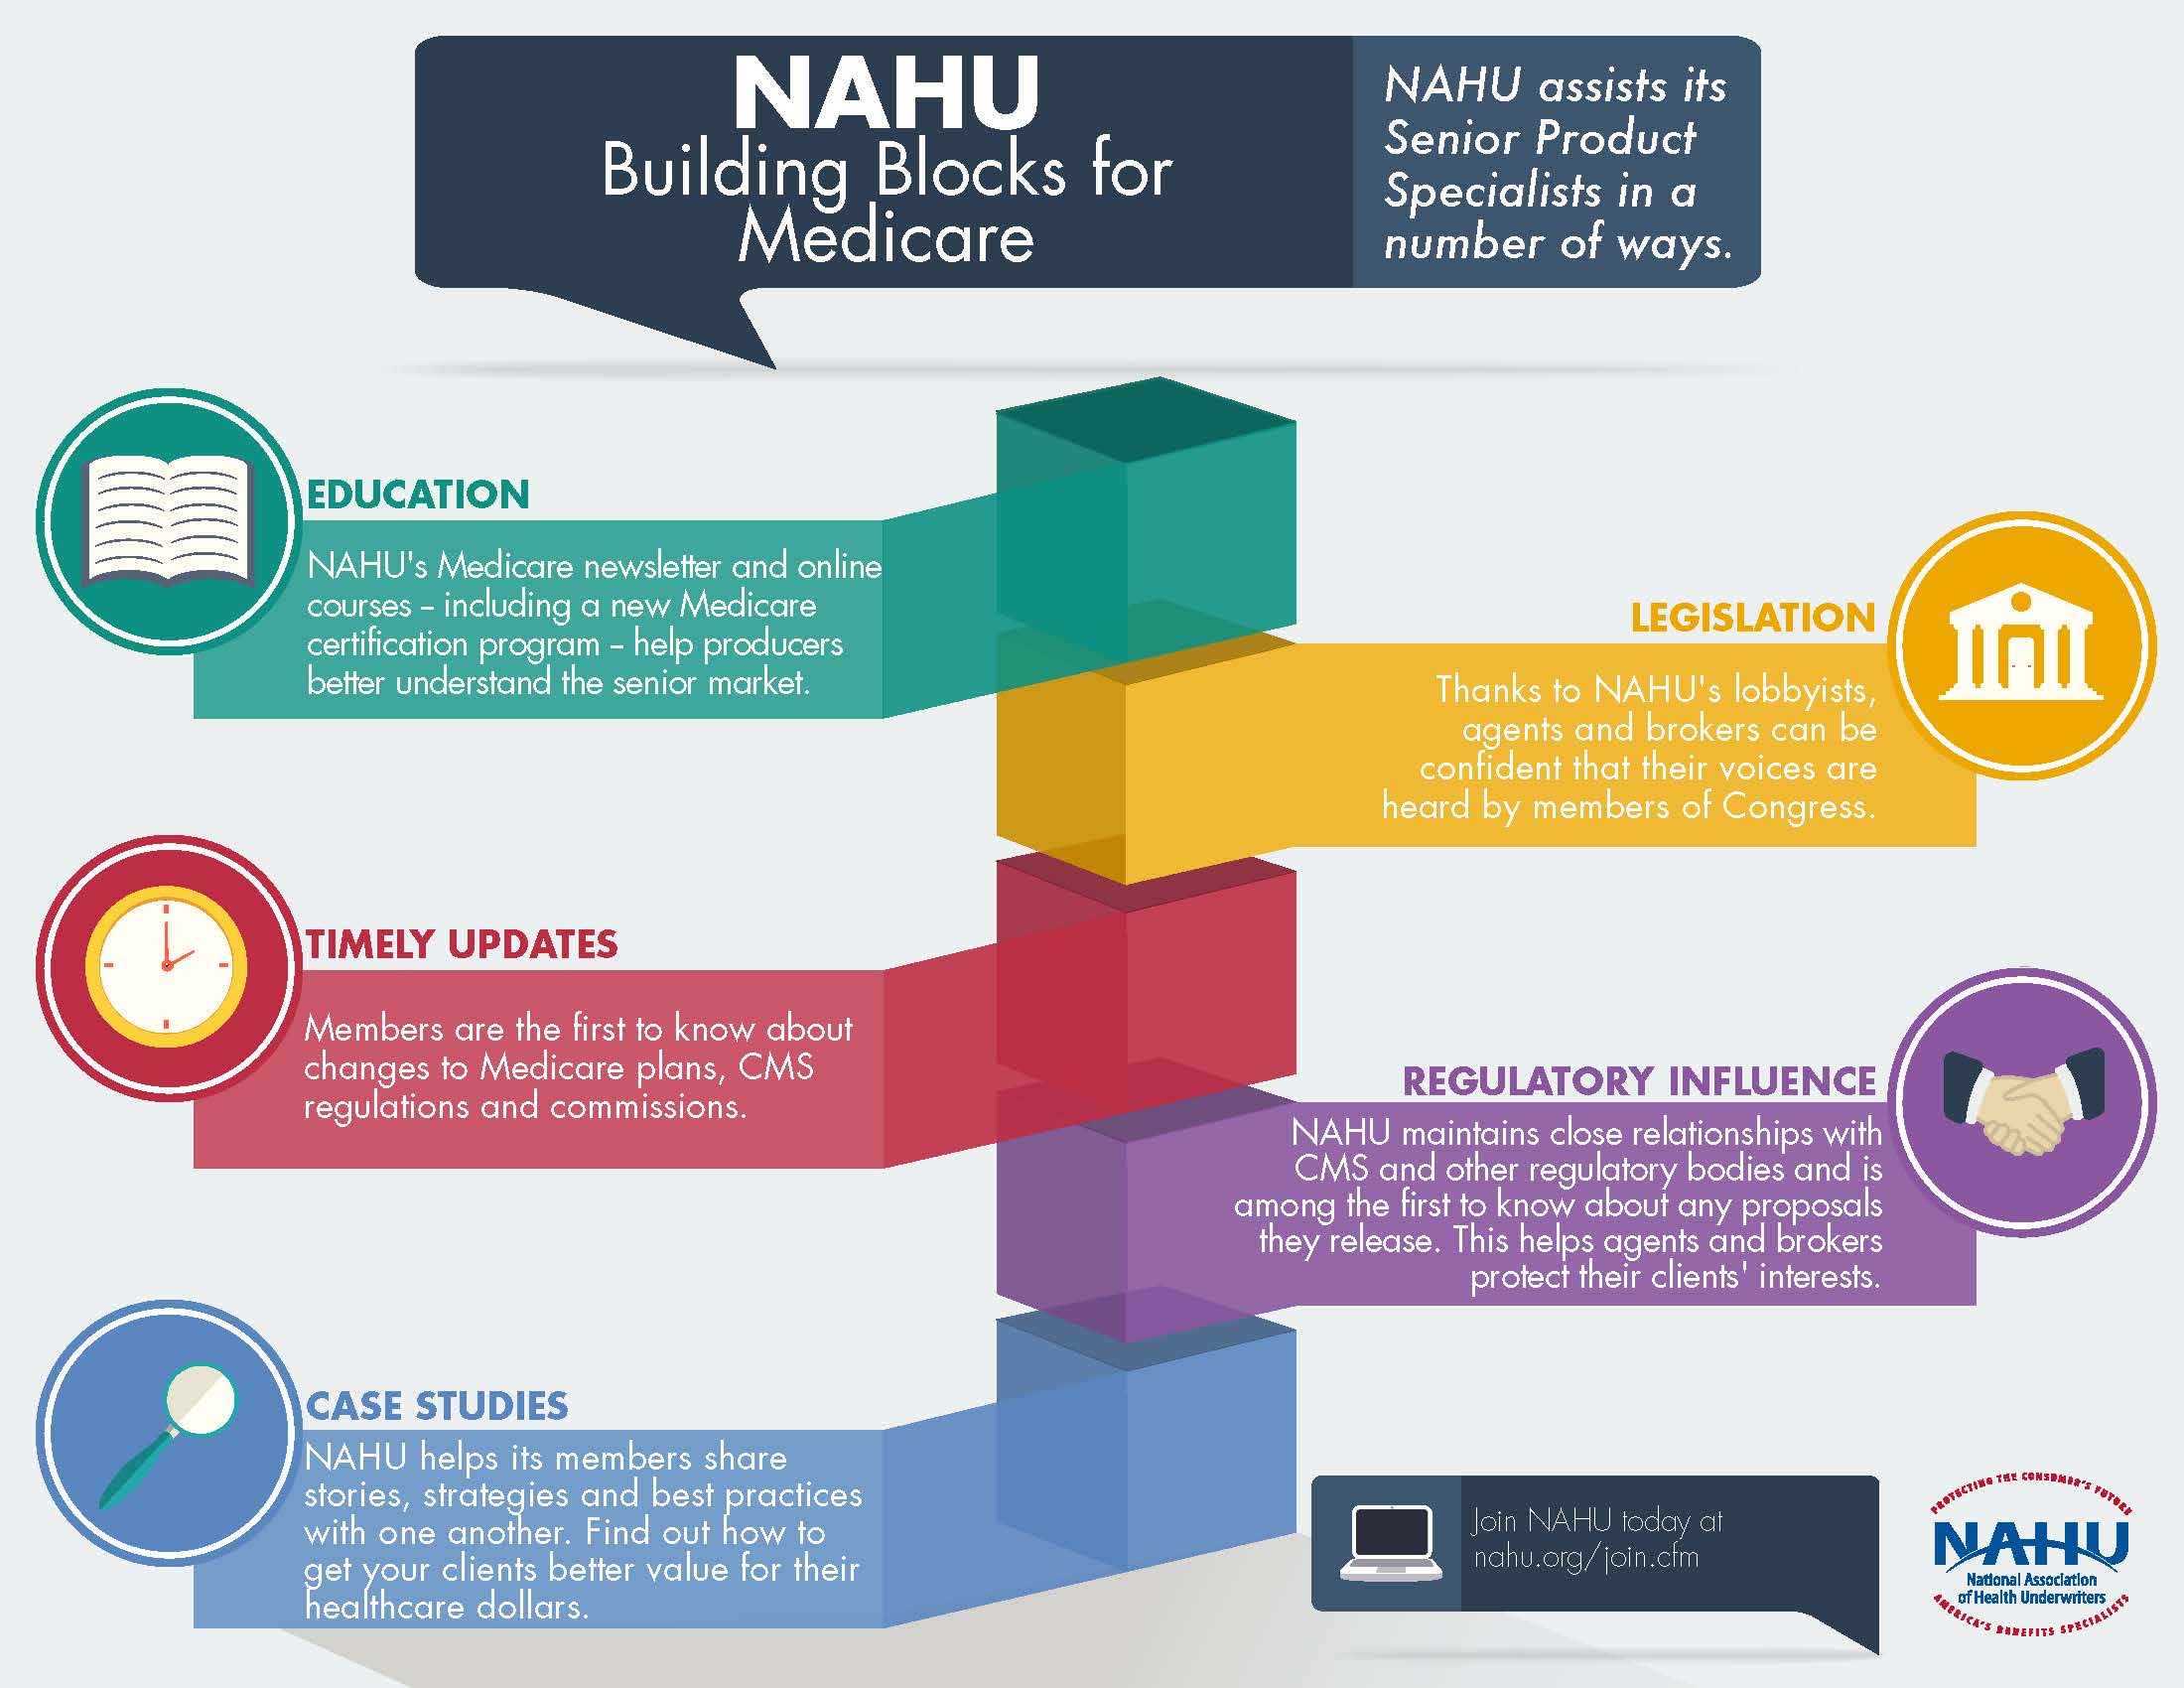 NAHU
Building Blocks for
Medicare
NAHU assists its
Senior Product
Specialists in a
number of ways.
EDUCATION
NAHU's Medicare newsletter and online
courses – including a new Medicare
certification program – help producers
better understand the senior market.
LEGISLATION
Thanks to NAHU's lobbyists,
agents and brokers can be
confident that their voices are
heard by members of Congress.
TIMELY UPDATES
Members are the first to know about
changes to Medicare plans, CMS
regulations and commissions.
REGULATORY INFLUENCE
NAHU maintains close relationships with
CMS and other regulatory bodies and is
among the first to know about any proposals
they release. This helps agents and brokers
protect their clients' interests.
CASE STUDIES
NAHU helps its members share
stories, strategies and best practices
with one another. Find out how to
get your clients better value for their
healthcare dollars.
Join NAHU today at
nahu.org/join.cfm
PROTECTING THE CONSUMER'S FUTURE
NAHU
National Association
of Health Underwriters
AMERICA'S BENEFITS SPECIALISTS